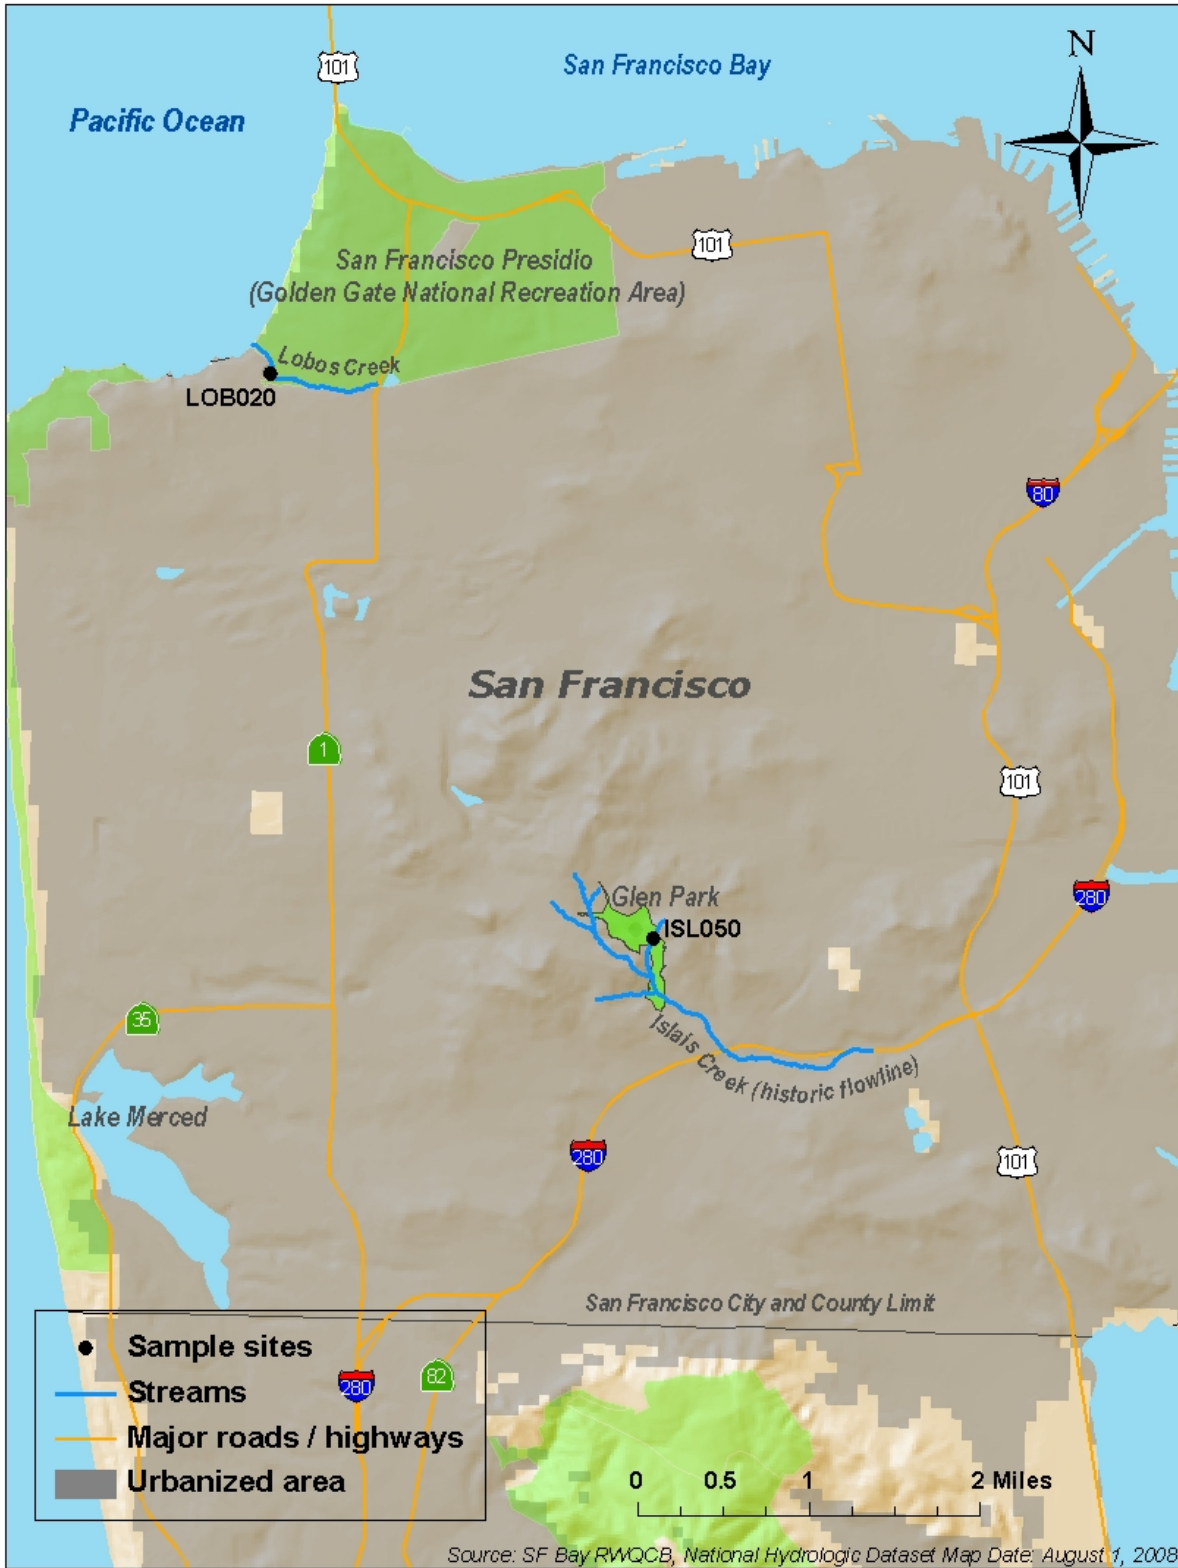 N
San Francisco Bay
101
Pacific Ocean
101
San Francisco Presidio
(Golden Gate National Recreation Area)
Lobos Creek
LOB020
80
San Francisco
1
101
280
Glen Park
ISL050
35
Islais Creek (historic flowline)
Lake Merced
280
101
San Francisco City and County Limit
Sample sites
280
82
Streams
Major roads / highways
Urbanized area
0 0.5 1 2 Miles
Source: SF Bay RWQCB, National Hydrologic Dataset Map Date: August 1, 2008